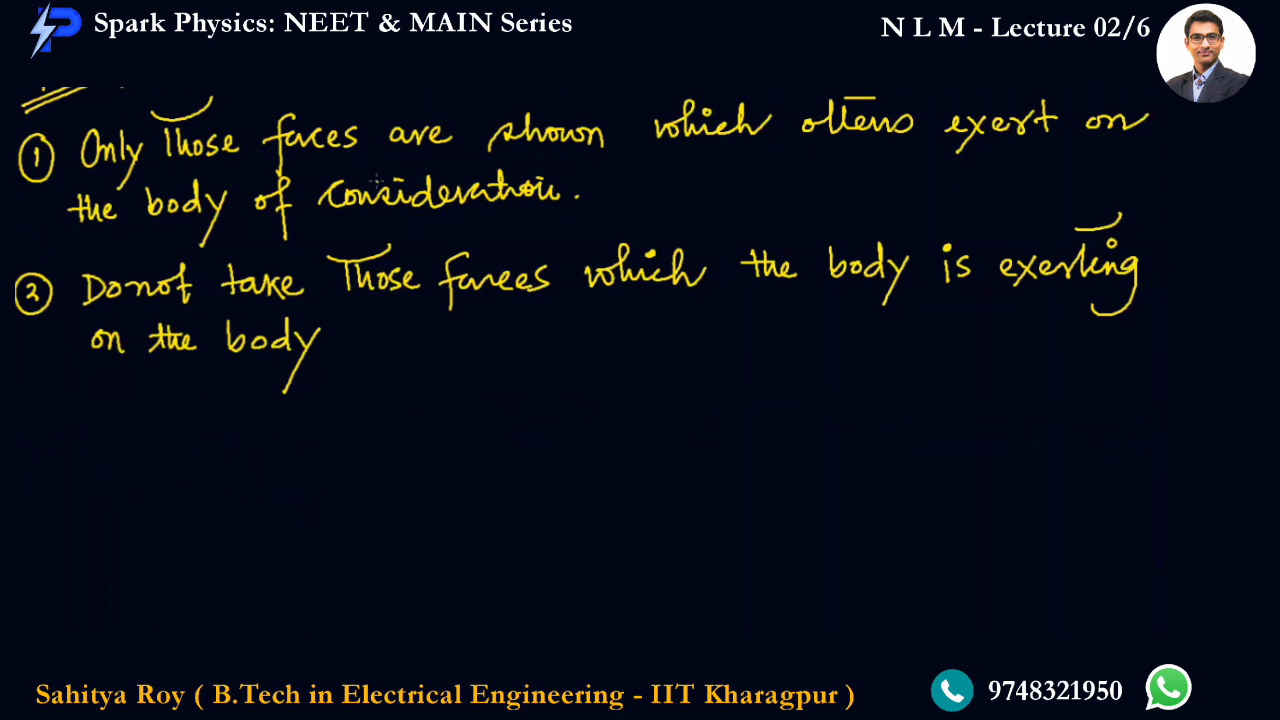 Spark Physics: NEET & MAIN Series
N L M - Lecture 02/6
① Only Those forces are shown which others exert on
the body of consideration.
② Do not take Those forces which the body is exerting
on the body
Sahitya Roy ( B.Tech in Electrical Engineering - IIT Kharagpur )
9748321950